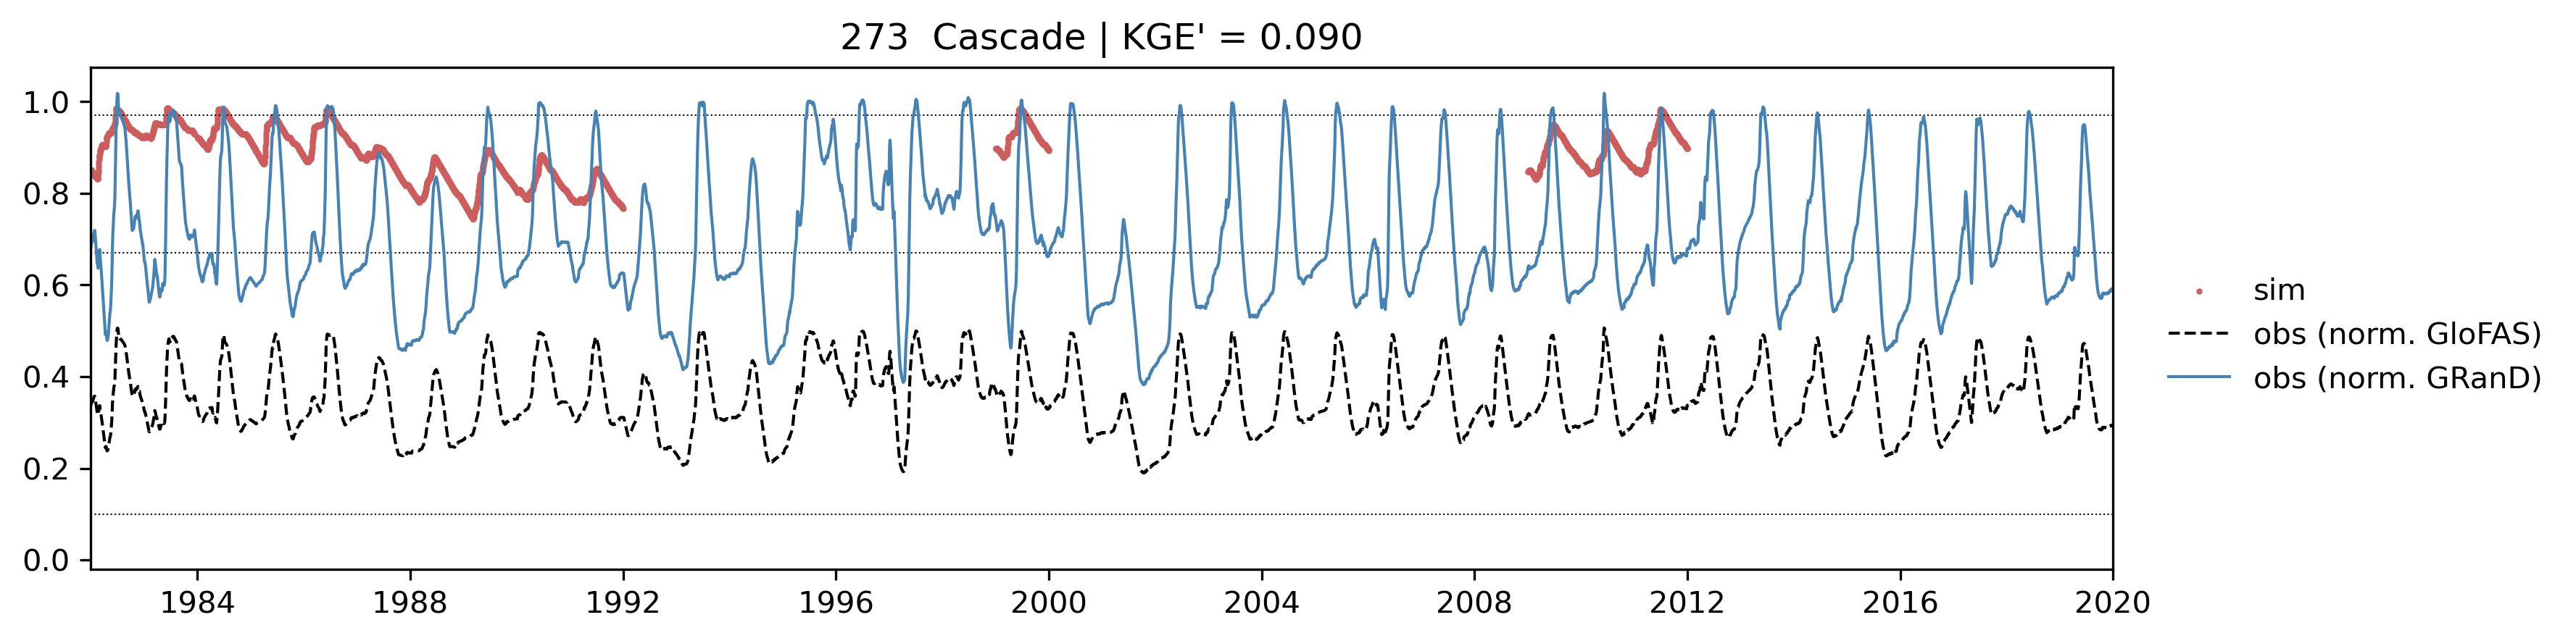 273  Cascade | KGE' = 0.090
1.0
0.8
0.6
0.4
0.2
0.0
1984 1988 1992 1996 2000 2004 2008 2012 2016 2020
sim
obs (norm. GloFAS)
obs (norm. GRanD)